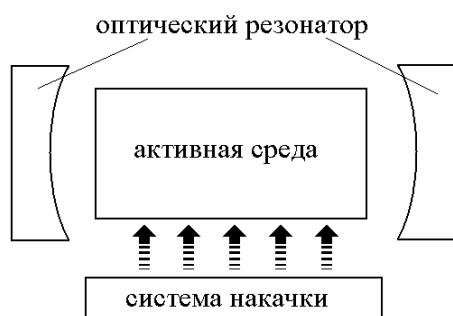 оптический резонатор
активная среда
система накачки